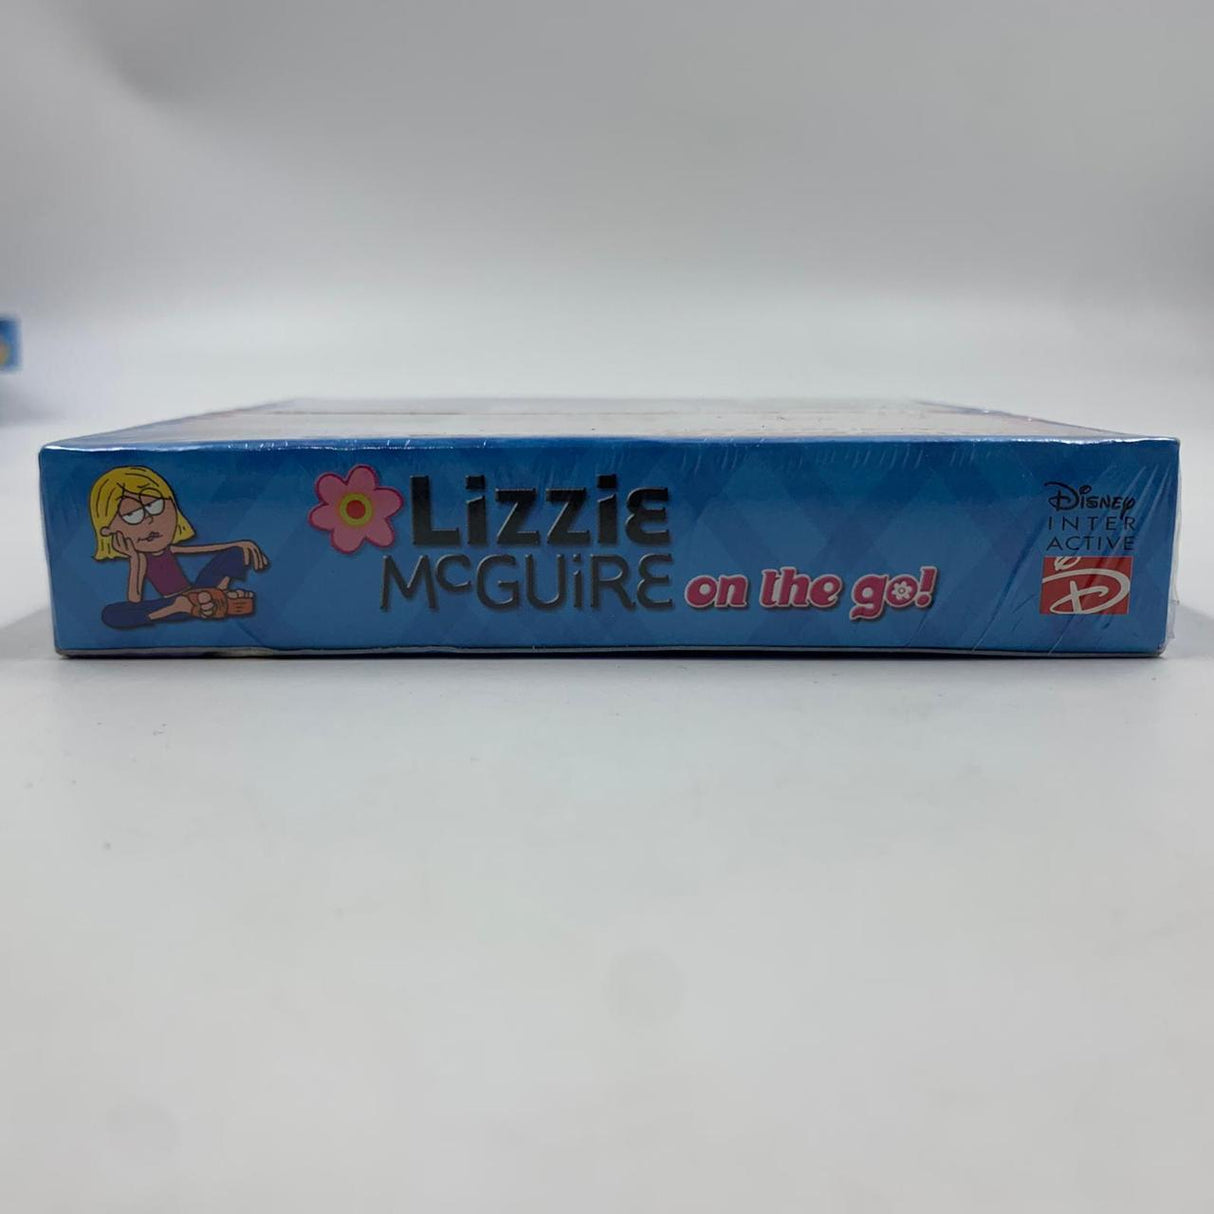 Lizzie
McGUiRE on the go!
Disney
INTER
ACTIVE
D